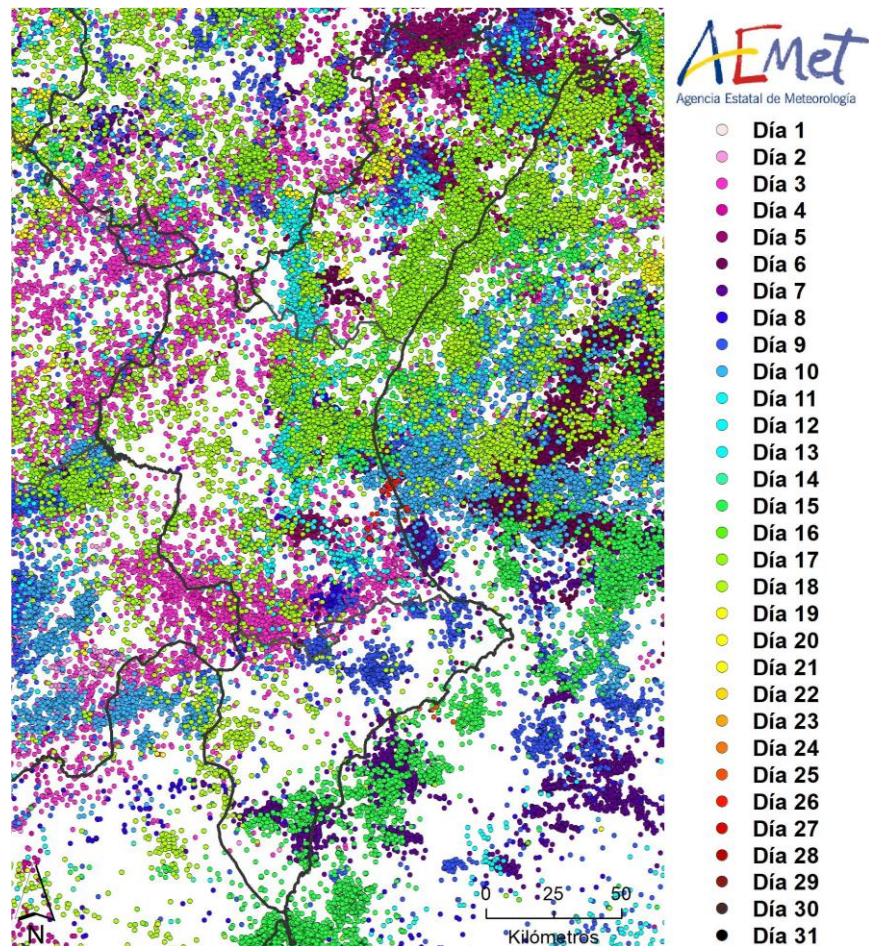 AEMet
Agencia Estatal de Meteorología
Día 1
Día 2
Día 3
Día 4
Día 5
Día 6
Día 7
Día 8
Día 9
Día 10
Día 11
Día 12
Día 13
Día 14
Día 15
Día 16
Día 17
Día 18
Día 19
Día 20
Día 21
Día 22
Día 23
Día 24
Día 25
Día 26
Día 27
Día 28
Día 29
Día 30
Día 31
N
0 25 50
Kilómetros